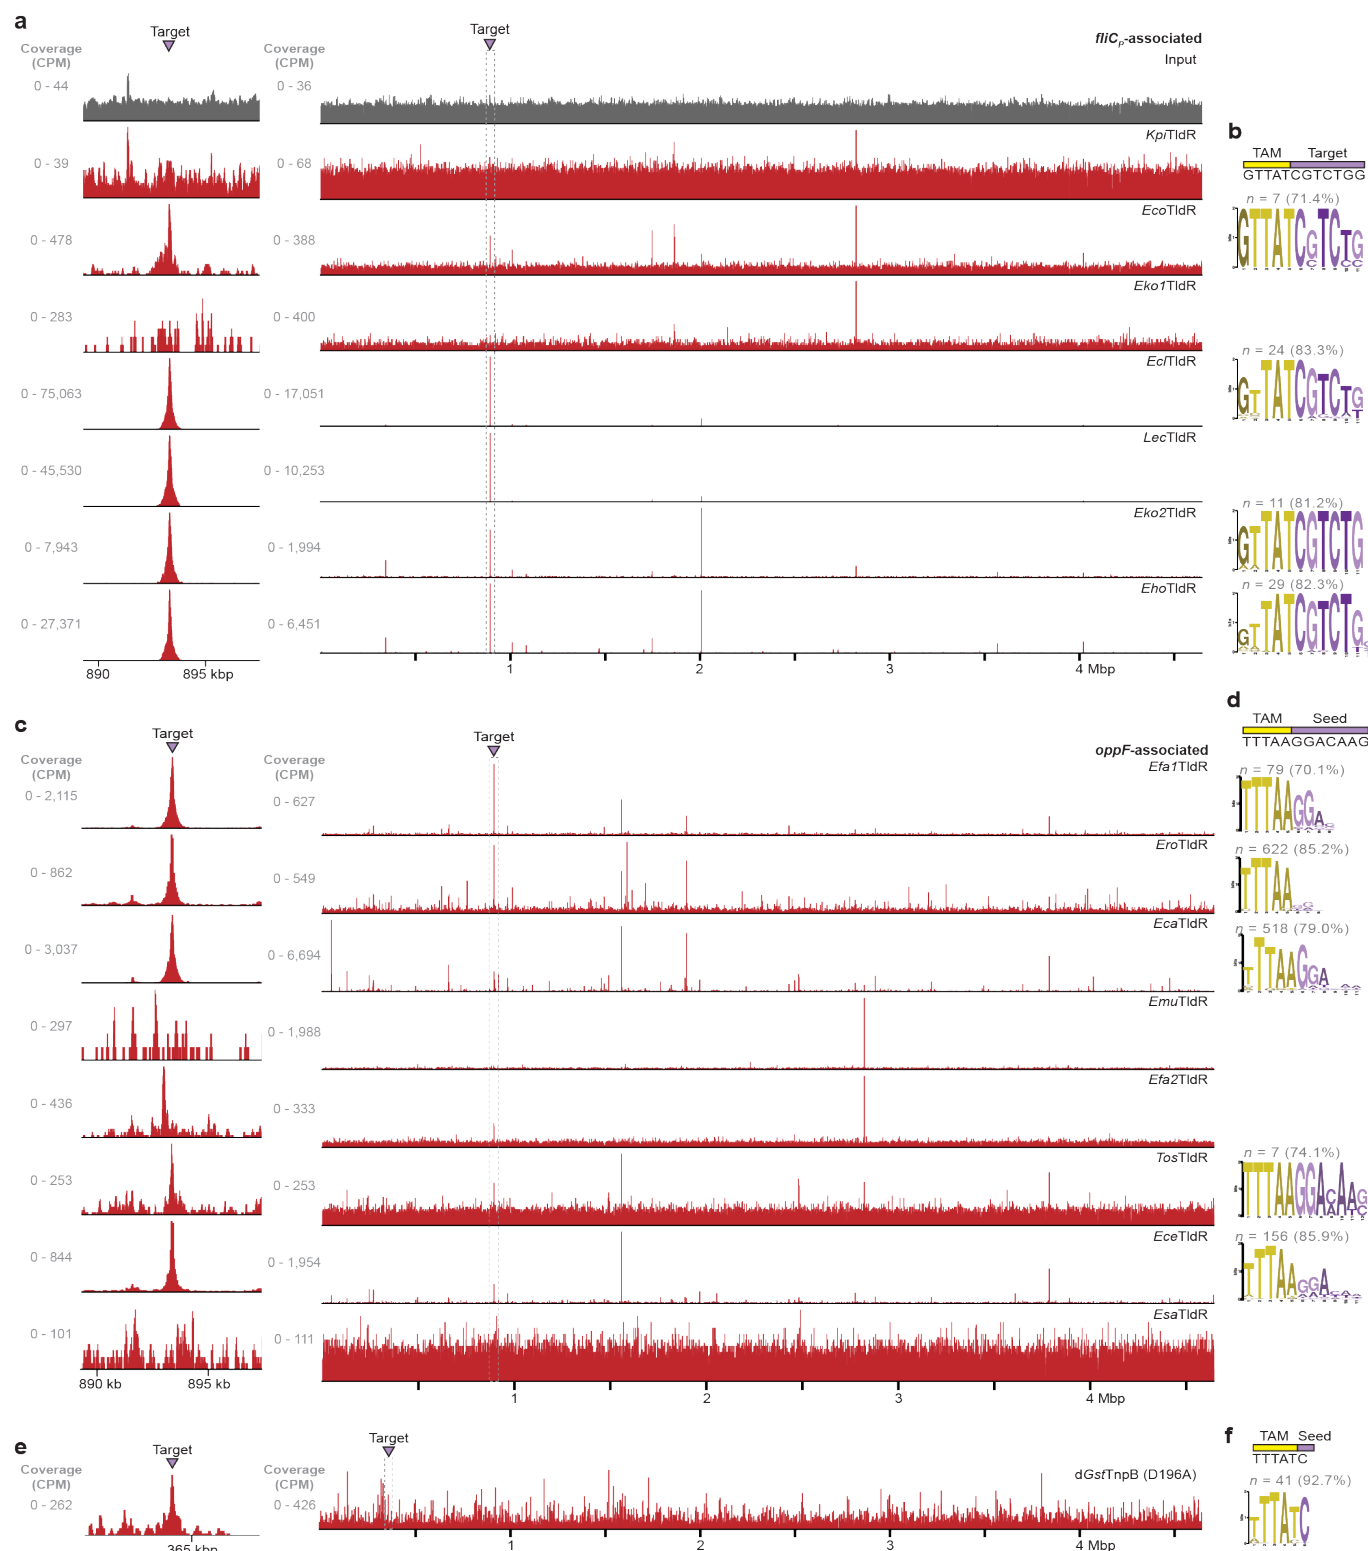 a
Target
Target
Coverage
(CPM)
Coverage
(CPM)
fliCP-associated
Input
0 - 44
0 - 36
KpiTldR
0 - 39
0 - 68
EcoTldR
0 - 478
0 - 388
Eko1TldR
0 - 283
0 - 400
EclTldR
0 - 75,063
0 - 17,051
LecTldR
0 - 45,530
0 - 10,253
Eko2TldR
0 - 7,943
0 - 1,994
EhoTldR
0 - 27,371
0 - 6,451
890
895 kbp
1
2
3
4 Mbp
b
TAM
Target
GTTATCGTCTGG
n = 7 (71.4%)
n = 24 (83.3%)
n = 11 (81.2%)
n = 29 (82.3%)
c
Target
Target
Coverage
(CPM)
Coverage
(CPM)
oppF-associated
Efa1TldR
0 - 2,115
0 - 627
EroTldR
0 - 862
0 - 549
EcaTldR
0 - 3,037
0 - 6,694
EmuTldR
0 - 297
0 - 1,988
Efa2TldR
0 - 436
0 - 333
TosTldR
0 - 253
0 - 253
EceTldR
0 - 844
0 - 1,954
EsaTldR
0 - 101
0 - 111
890 kb
895 kb
1
2
3
4 Mbp
d
TAM
Seed
TTTAAGGACAAG
n = 79 (70.1%)
n = 622 (85.2%)
n = 518 (79.0%)
n = 7 (74.1%)
n = 156 (85.9%)
e
Target
Target
Coverage
(CPM)
Coverage
(CPM)
dGstTnpB (D196A)
0 - 262
0 - 426
365 kbp
1
2
3
4 Mbp
f
TAM
Seed
TTTATC
n = 41 (92.7%)